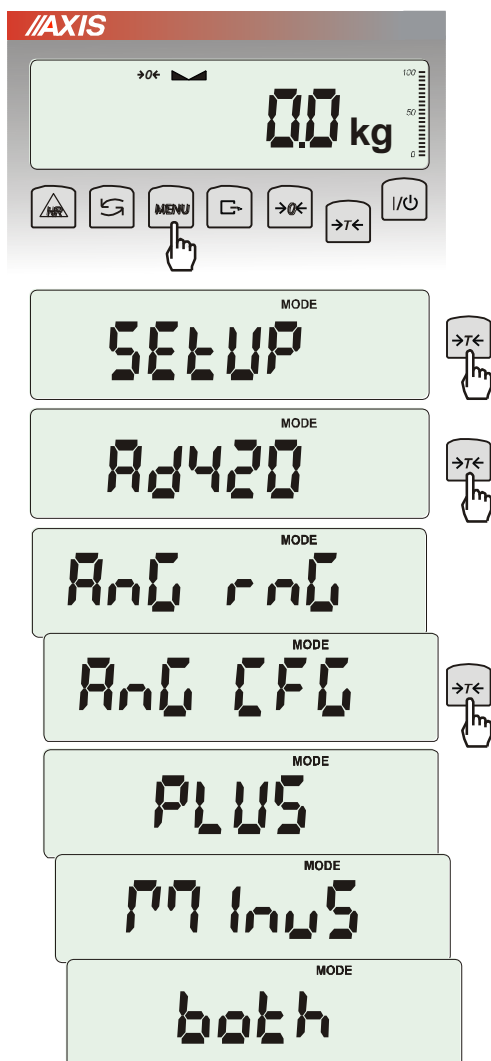 AXIS
→0←
100
50
0
0.0 kg
HR
MENU
→0←
→T←
I/
MODE
SEtUP
→T←
MODE
Ad420
→T←
MODE
AnG rnG
MODE
AnG CFG
→T←
MODE
PLUS
MODE
MInuS
MODE
both